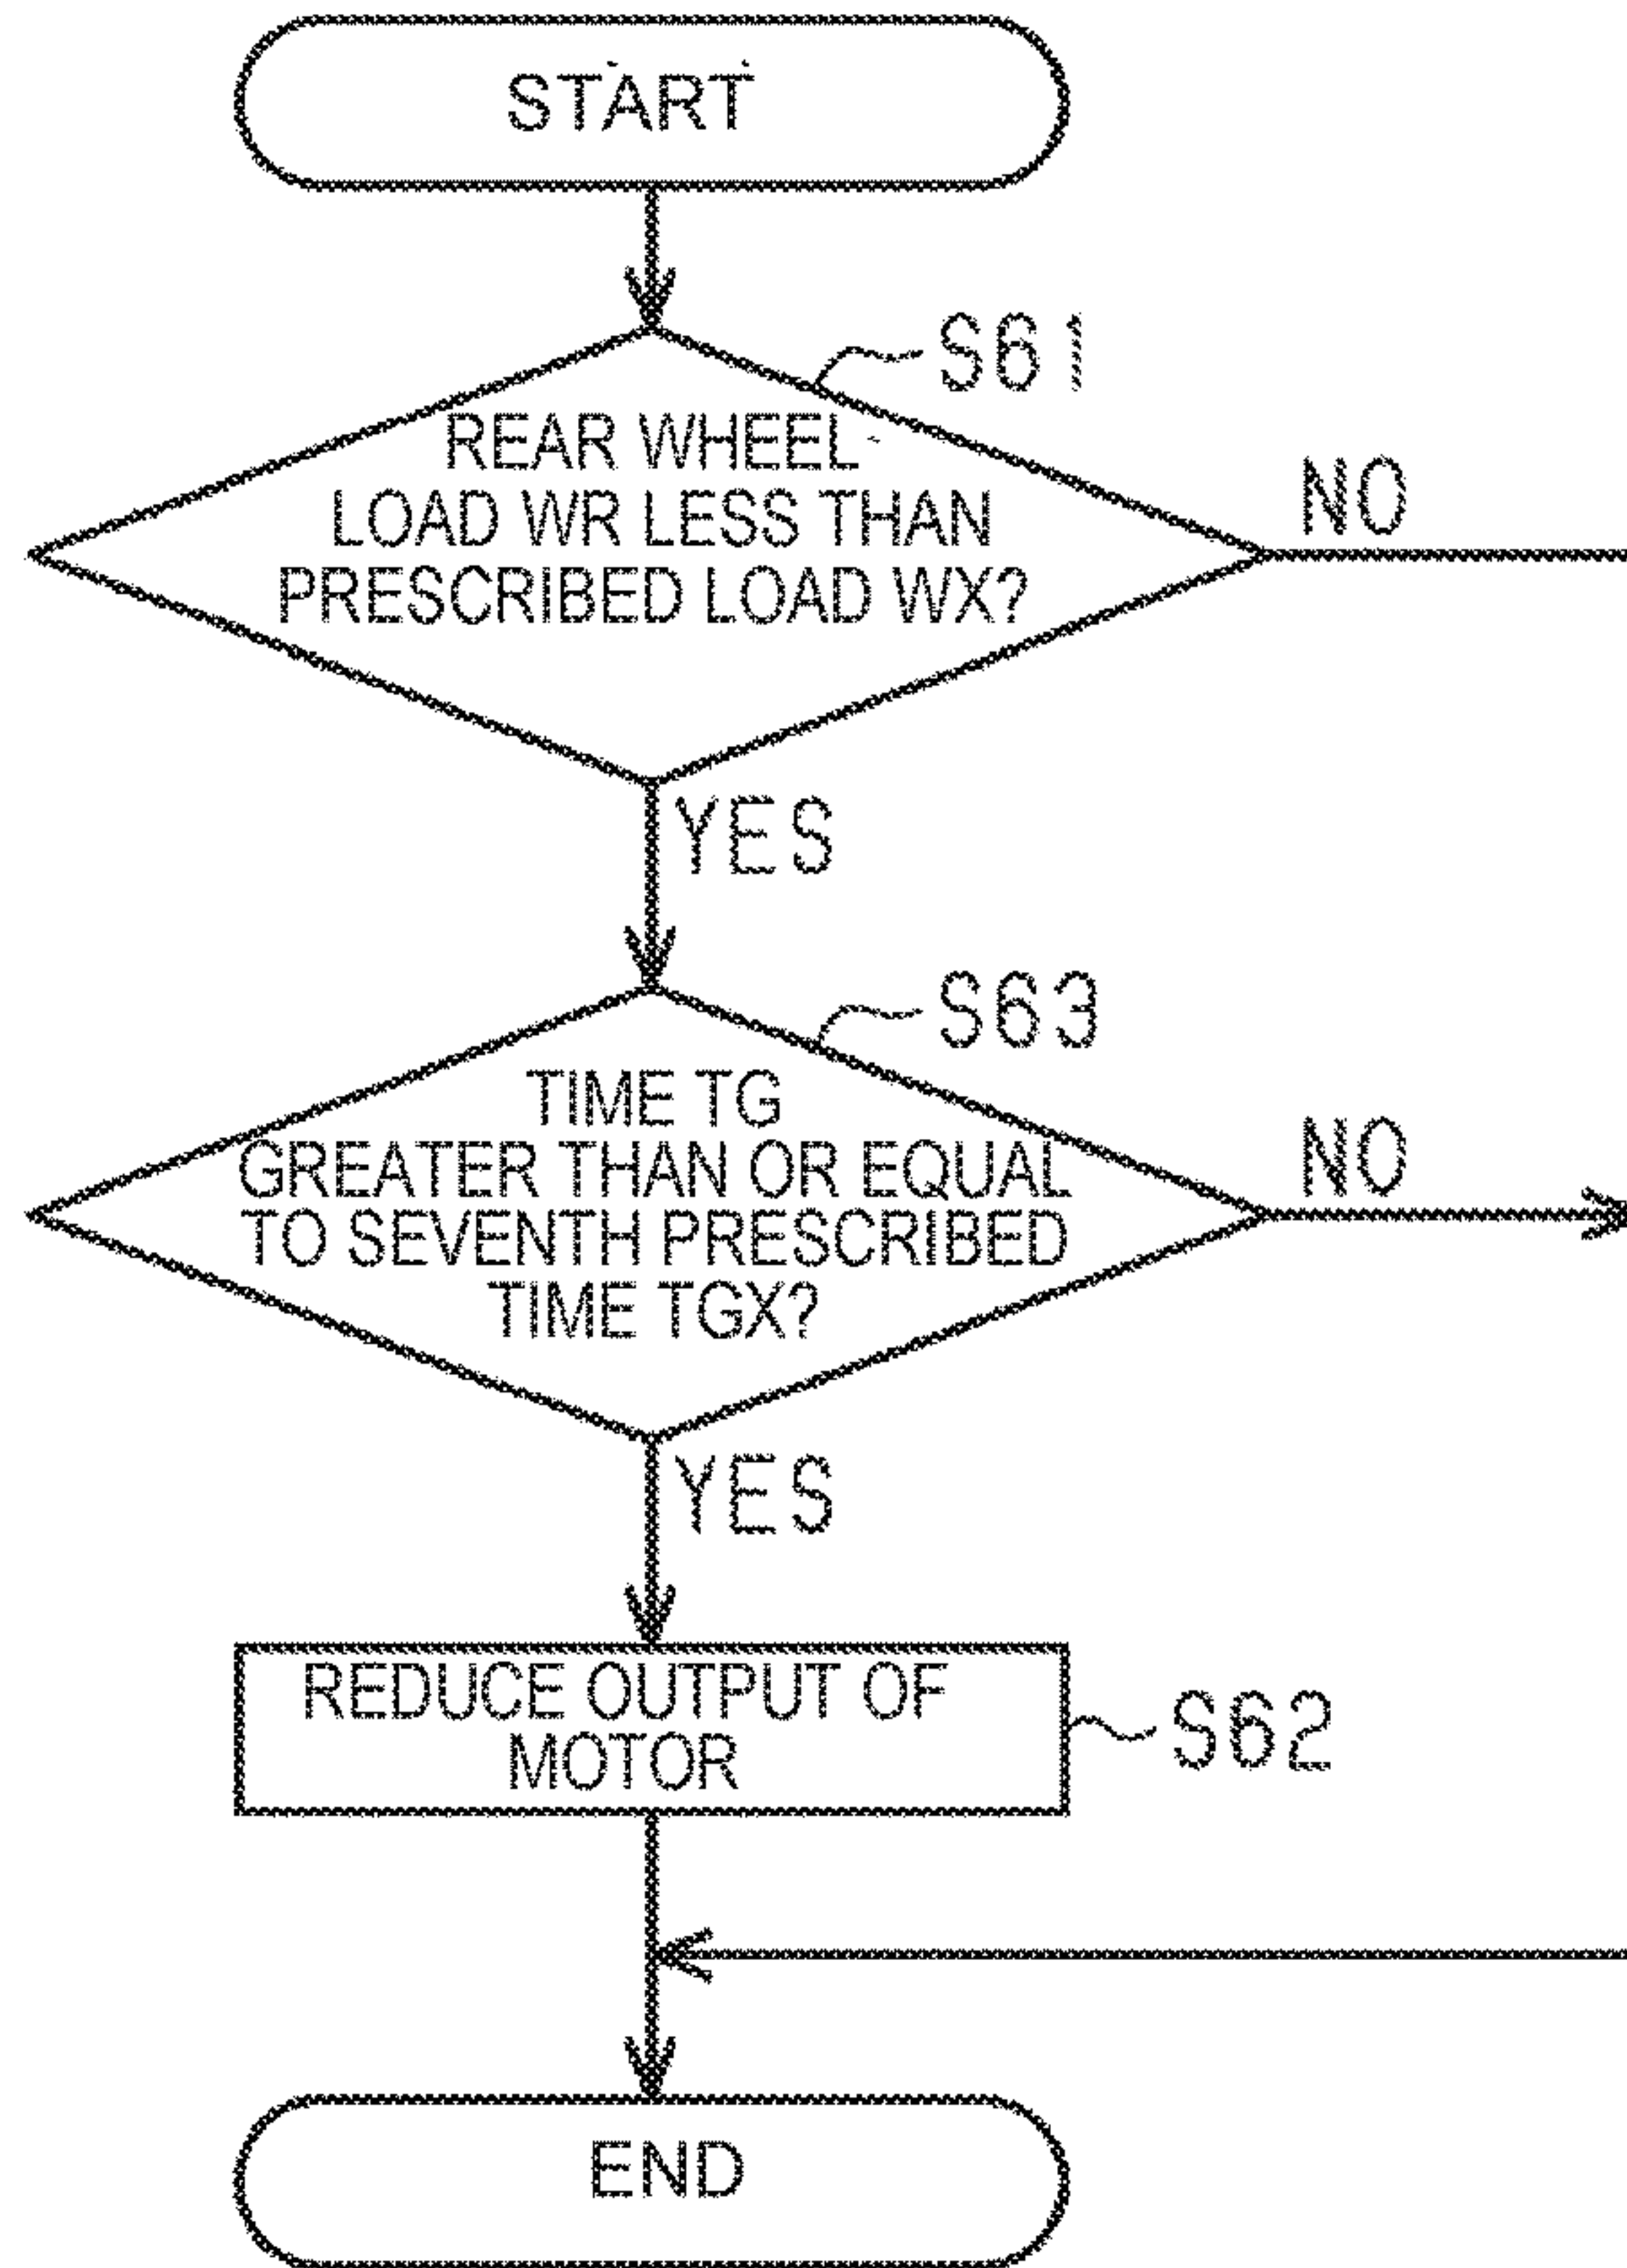 START
S61
REAR WHEEL
LOAD WR LESS THAN
PRESCRIBED LOAD WX?
NO
YES
S63
TIME TG
GREATER THAN OR EQUAL
TO SEVENTH PRESCRIBED
TIME TGX?
NO
YES
REDUCE OUTPUT OF
MOTOR
S62
END